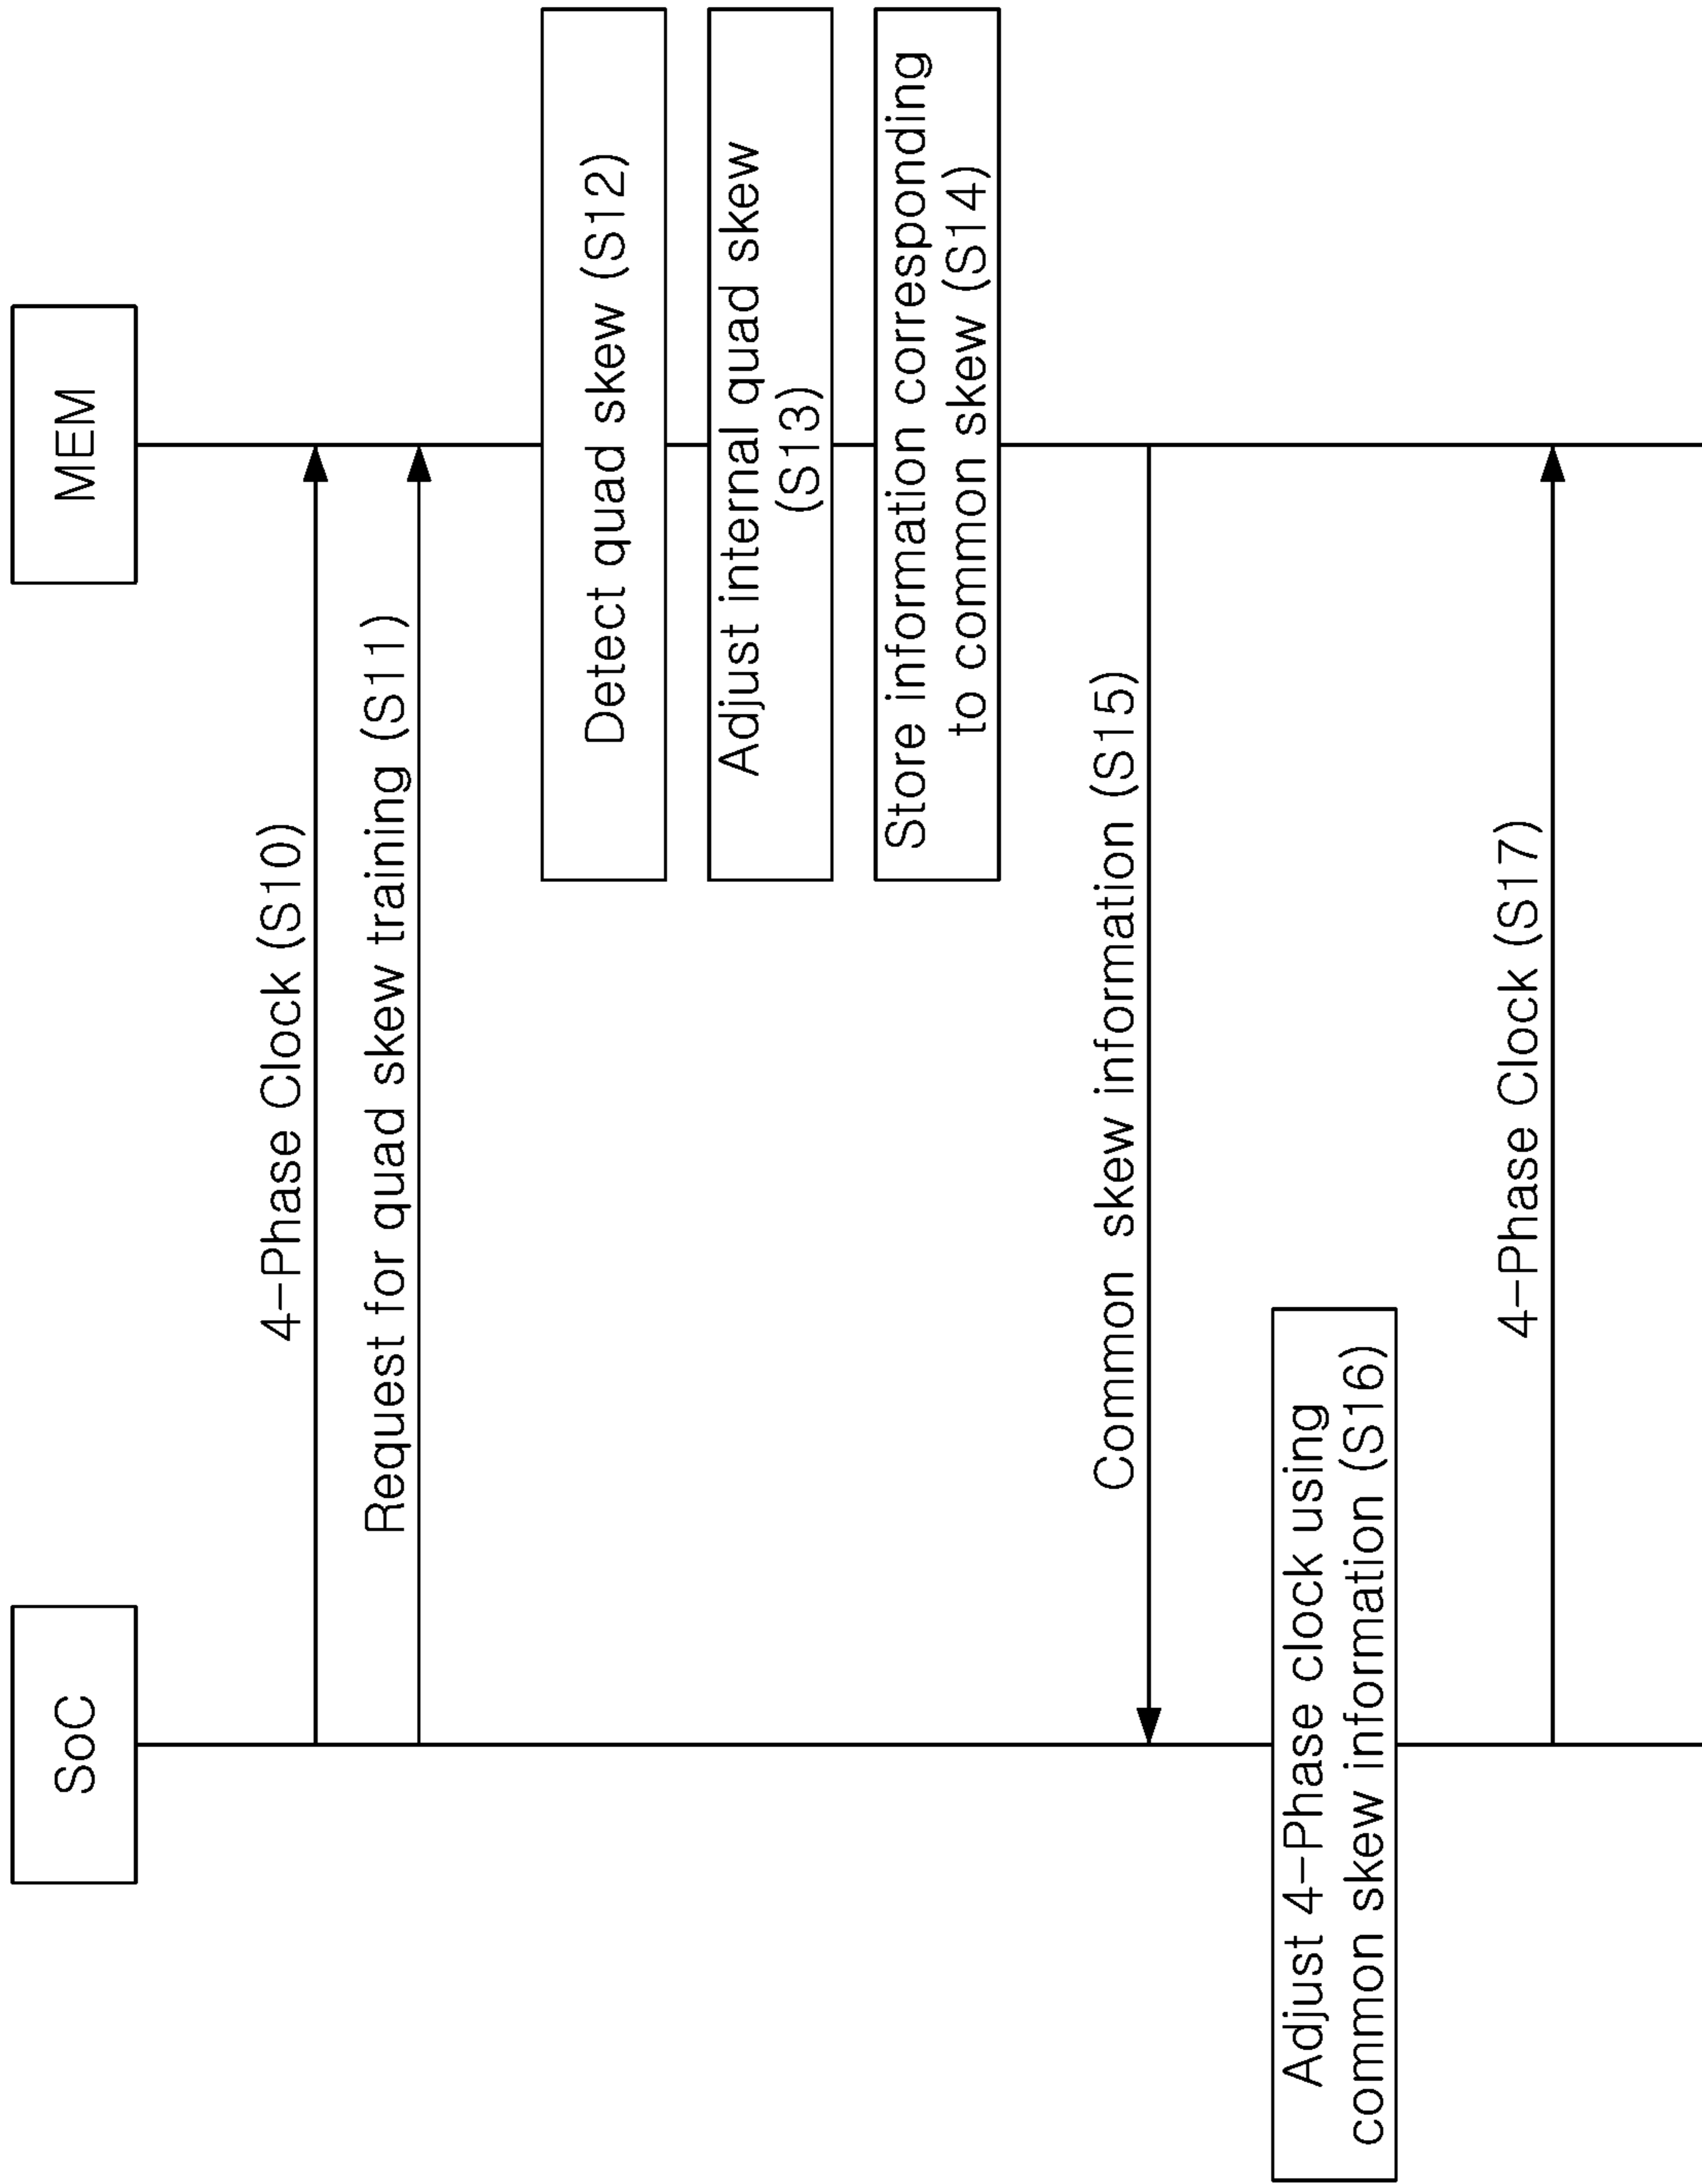 SoC
MEM
4-Phase Clock (S10)
Request for quad skew training (S11)
Detect quad skew (S12)
Adjust internal quad skew
(S13)
Store information corresponding
to common skew (S14)
Common skew information (S15)
Adjust 4-Phase clock using
common skew information (S16)
4-Phase Clock (S17)